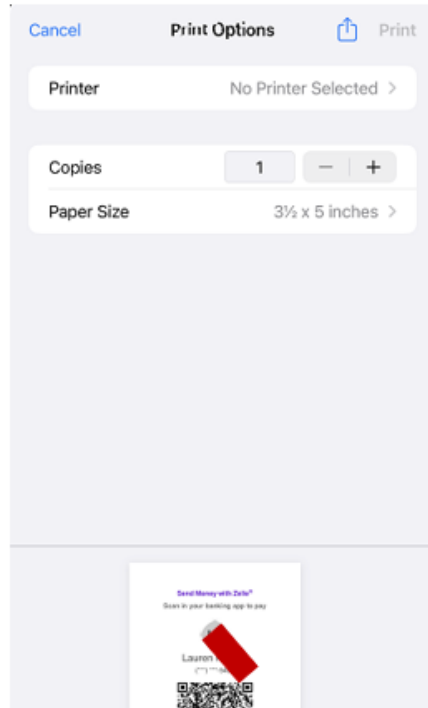 Cancel Print Options Print
Printer No Printer Selected
Copies 1 − +
Paper Size 3½ x 5 inches
Send Money with Zelle®
Scan in your banking app to pay
Lauren